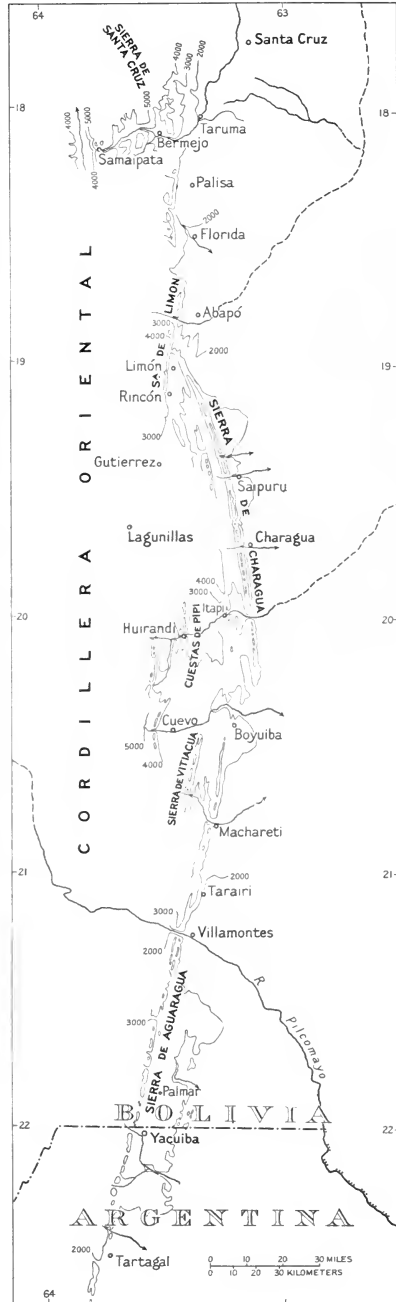 64
63
SIERRA DE
SANTA CRUZ
4000
3000
2000
5000
Santa Cruz
18
18
4000
5000
4000
Samaipata
Bermejo
Taruma
Palisa
2000
Florida
SA. DE LIMON
3000
4000
Abapó
2000
19
19
Limón
Rincón
3000
SIERRA DE CHARAGUA
Gutierrez
Saipuru
Lagunillas
Charagua
4000
3000
Itapi
20
20
Huirandi
CUESTAS DE PIPI
Cuevo
Boyuiba
5000
4000
SIERRA DE VITIACUA
Machareti
CORDILLERA ORIENTAL
21
21
2000
Tarairi
3000
2000
Villamontes
R. Pilcomayo
3000
SIERRA DE AGUARAGUA
Palmar
BOLIVIA
22
22
Yacuiba
ARGENTINA
2000
Tartagal
0 10 20 30 MILES
0 10 20 30 KILOMETERS
64
63